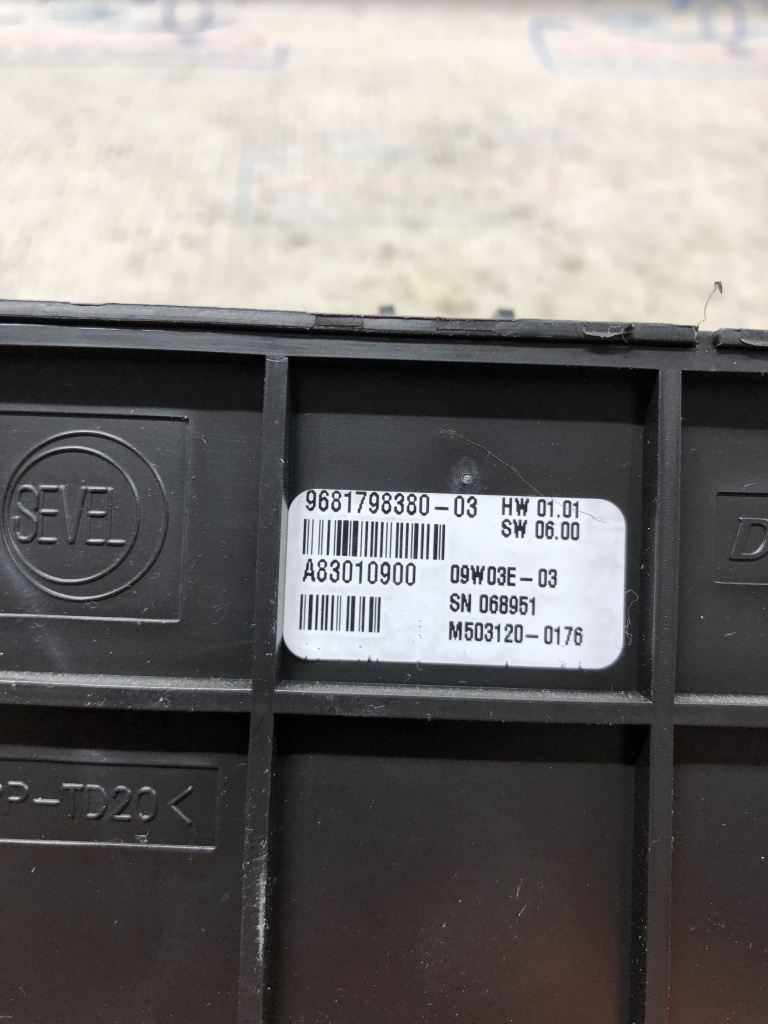 SEVEL
9681798380-03
HW 01.01
SW 06.00
A83010900
09W03E-03
SN 068951
M503120-0176
D
PP-TD20<